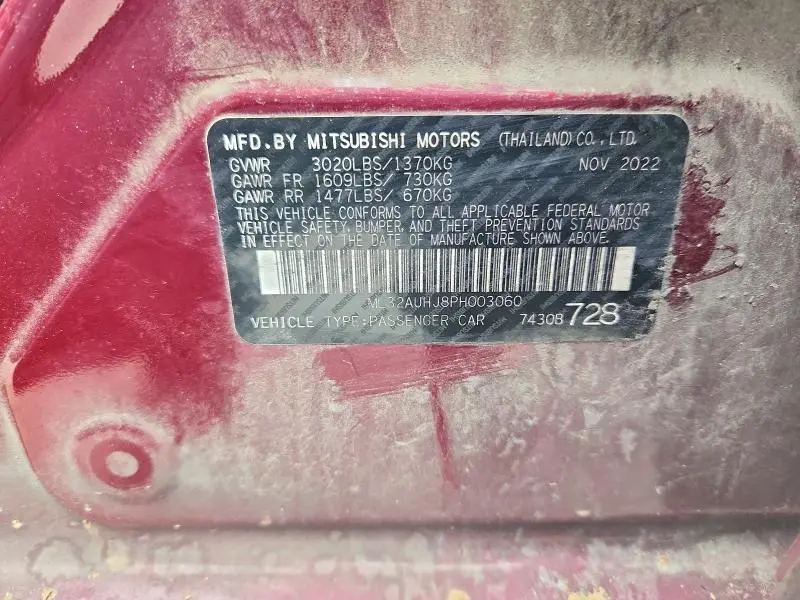 MFD. BY MITSUBISHI MOTORS (THAILAND) CO., LTD.
GVWR 3020LBS/1370KG NOV 2022
GAWR FR 1609LBS/ 730KG
GAWR RR 1477LBS/ 670KG
THIS VEHICLE CONFORMS TO ALL APPLICABLE FEDERAL MOTOR
VEHICLE SAFETY, BUMPER, AND THEFT PREVENTION STANDARDS
IN EFFECT ON THE DATE OF MANUFACTURE SHOWN ABOVE.
ML32AUHJ8PH003060
VEHICLE TYPE:PASSENGER CAR 7430B 728